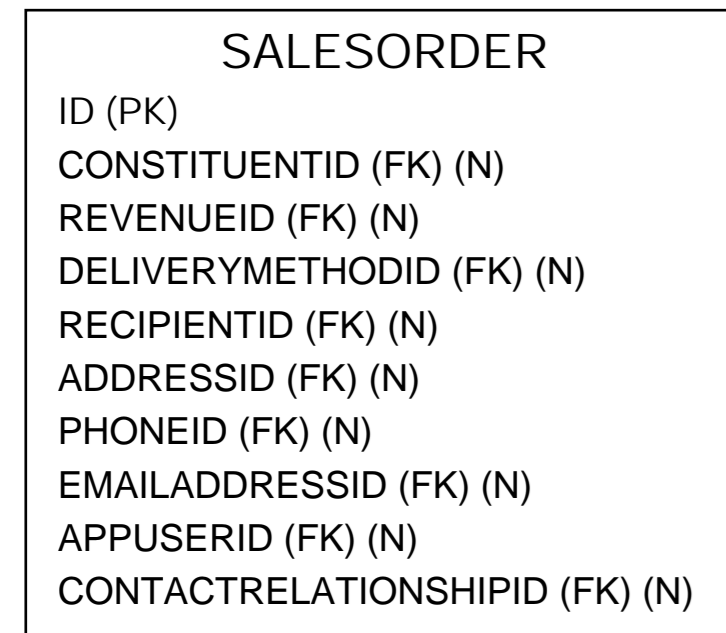 SALESORDER
ID (PK)
CONSTITUENTID (FK) (N)
REVENUEID (FK) (N)
DELIVERYMETHODID (FK) (N)
RECIPIENTID (FK) (N)
ADDRESSID (FK) (N)
PHONEID (FK) (N)
EMAILADDRESSID (FK) (N)
APPUSERID (FK) (N)
CONTACTRELATIONSHIPID (FK) (N)